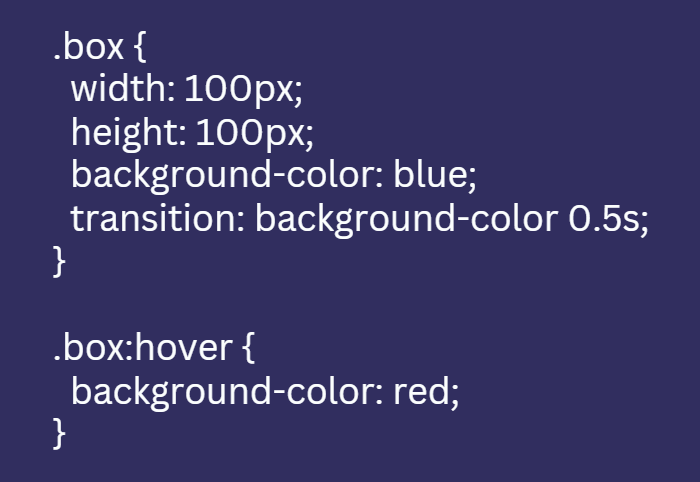 .box {
  width: 100px;
  height: 100px;
  background-color: blue;
  transition: background-color 0.5s;
}

.box:hover {
  background-color: red;
}